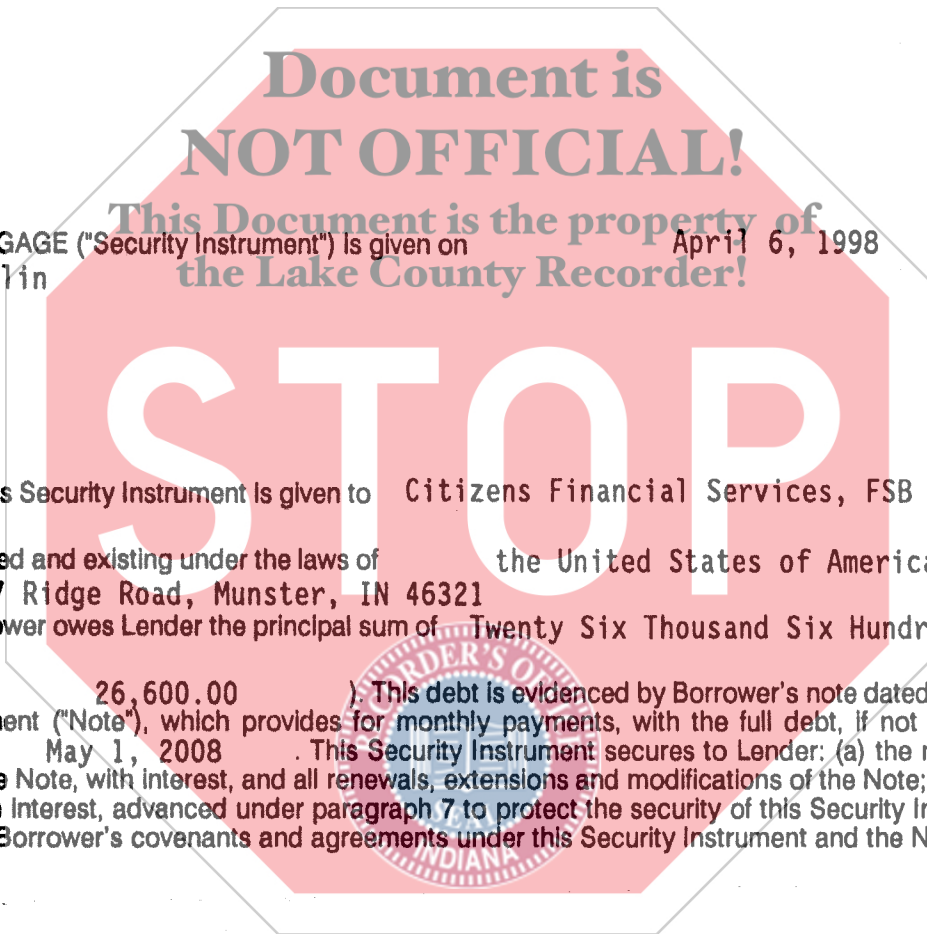 Document is
NOT OFFICIAL!
This Document is the property of
the Lake County Recorder!
GAGE ("Security Instrument") is given on April 6, 1998
lin
STOP
s Security Instrument is given to Citizens Financial Services, FSB
ed and existing under the laws of the United States of America
Ridge Road, Munster, IN 46321
wer owes Lender the principal sum of Twenty Six Thousand Six Hundr
26,600.00 ). This debt is evidenced by Borrower's note dated
ent ("Note"), which provides for monthly payments, with the full debt, if not
May 1, 2008 . This Security Instrument secures to Lender: (a) the r
e Note, with interest, and all renewals, extensions and modifications of the Note;
Interest, advanced under paragraph 7 to protect the security of this Security In
Borrower's covenants and agreements under this Security Instrument and the N
RECORDER'S OFFICE
SEAL
INDIANA